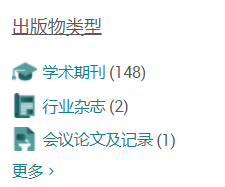 出版物类型
学术期刊 (148)
行业杂志 (2)
会议论文及记录 (1)
更多 ›